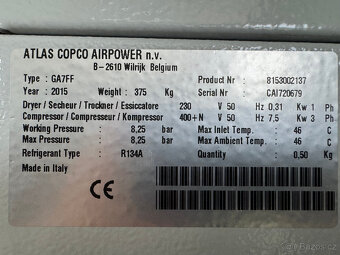 ATLAS COPCO AIRPOWER n.v.
B-2610 Wilrijk Belgium
Type : GA7FF Product Nr : 8153002137
Year : 2015 Weight : 375 Kg Serial Nr : CAI720679
Dryer / Secheur / Trockner / Essiccatore 230 V 50 Hz 0,31 Kw 1 Ph
Compressor / Compresseur / Kompressor 400+N V 50 Hz 7,5 Kw 3 Ph
Working Pressure : 8,25 bar Max Inlet Temp. : 46 C
Max Pressure : 8,25 bar Max Ambient Temp. : 46 C
Refrigerant Type : R134A Quantity : 0,50 Kg
Made in Italy
CE